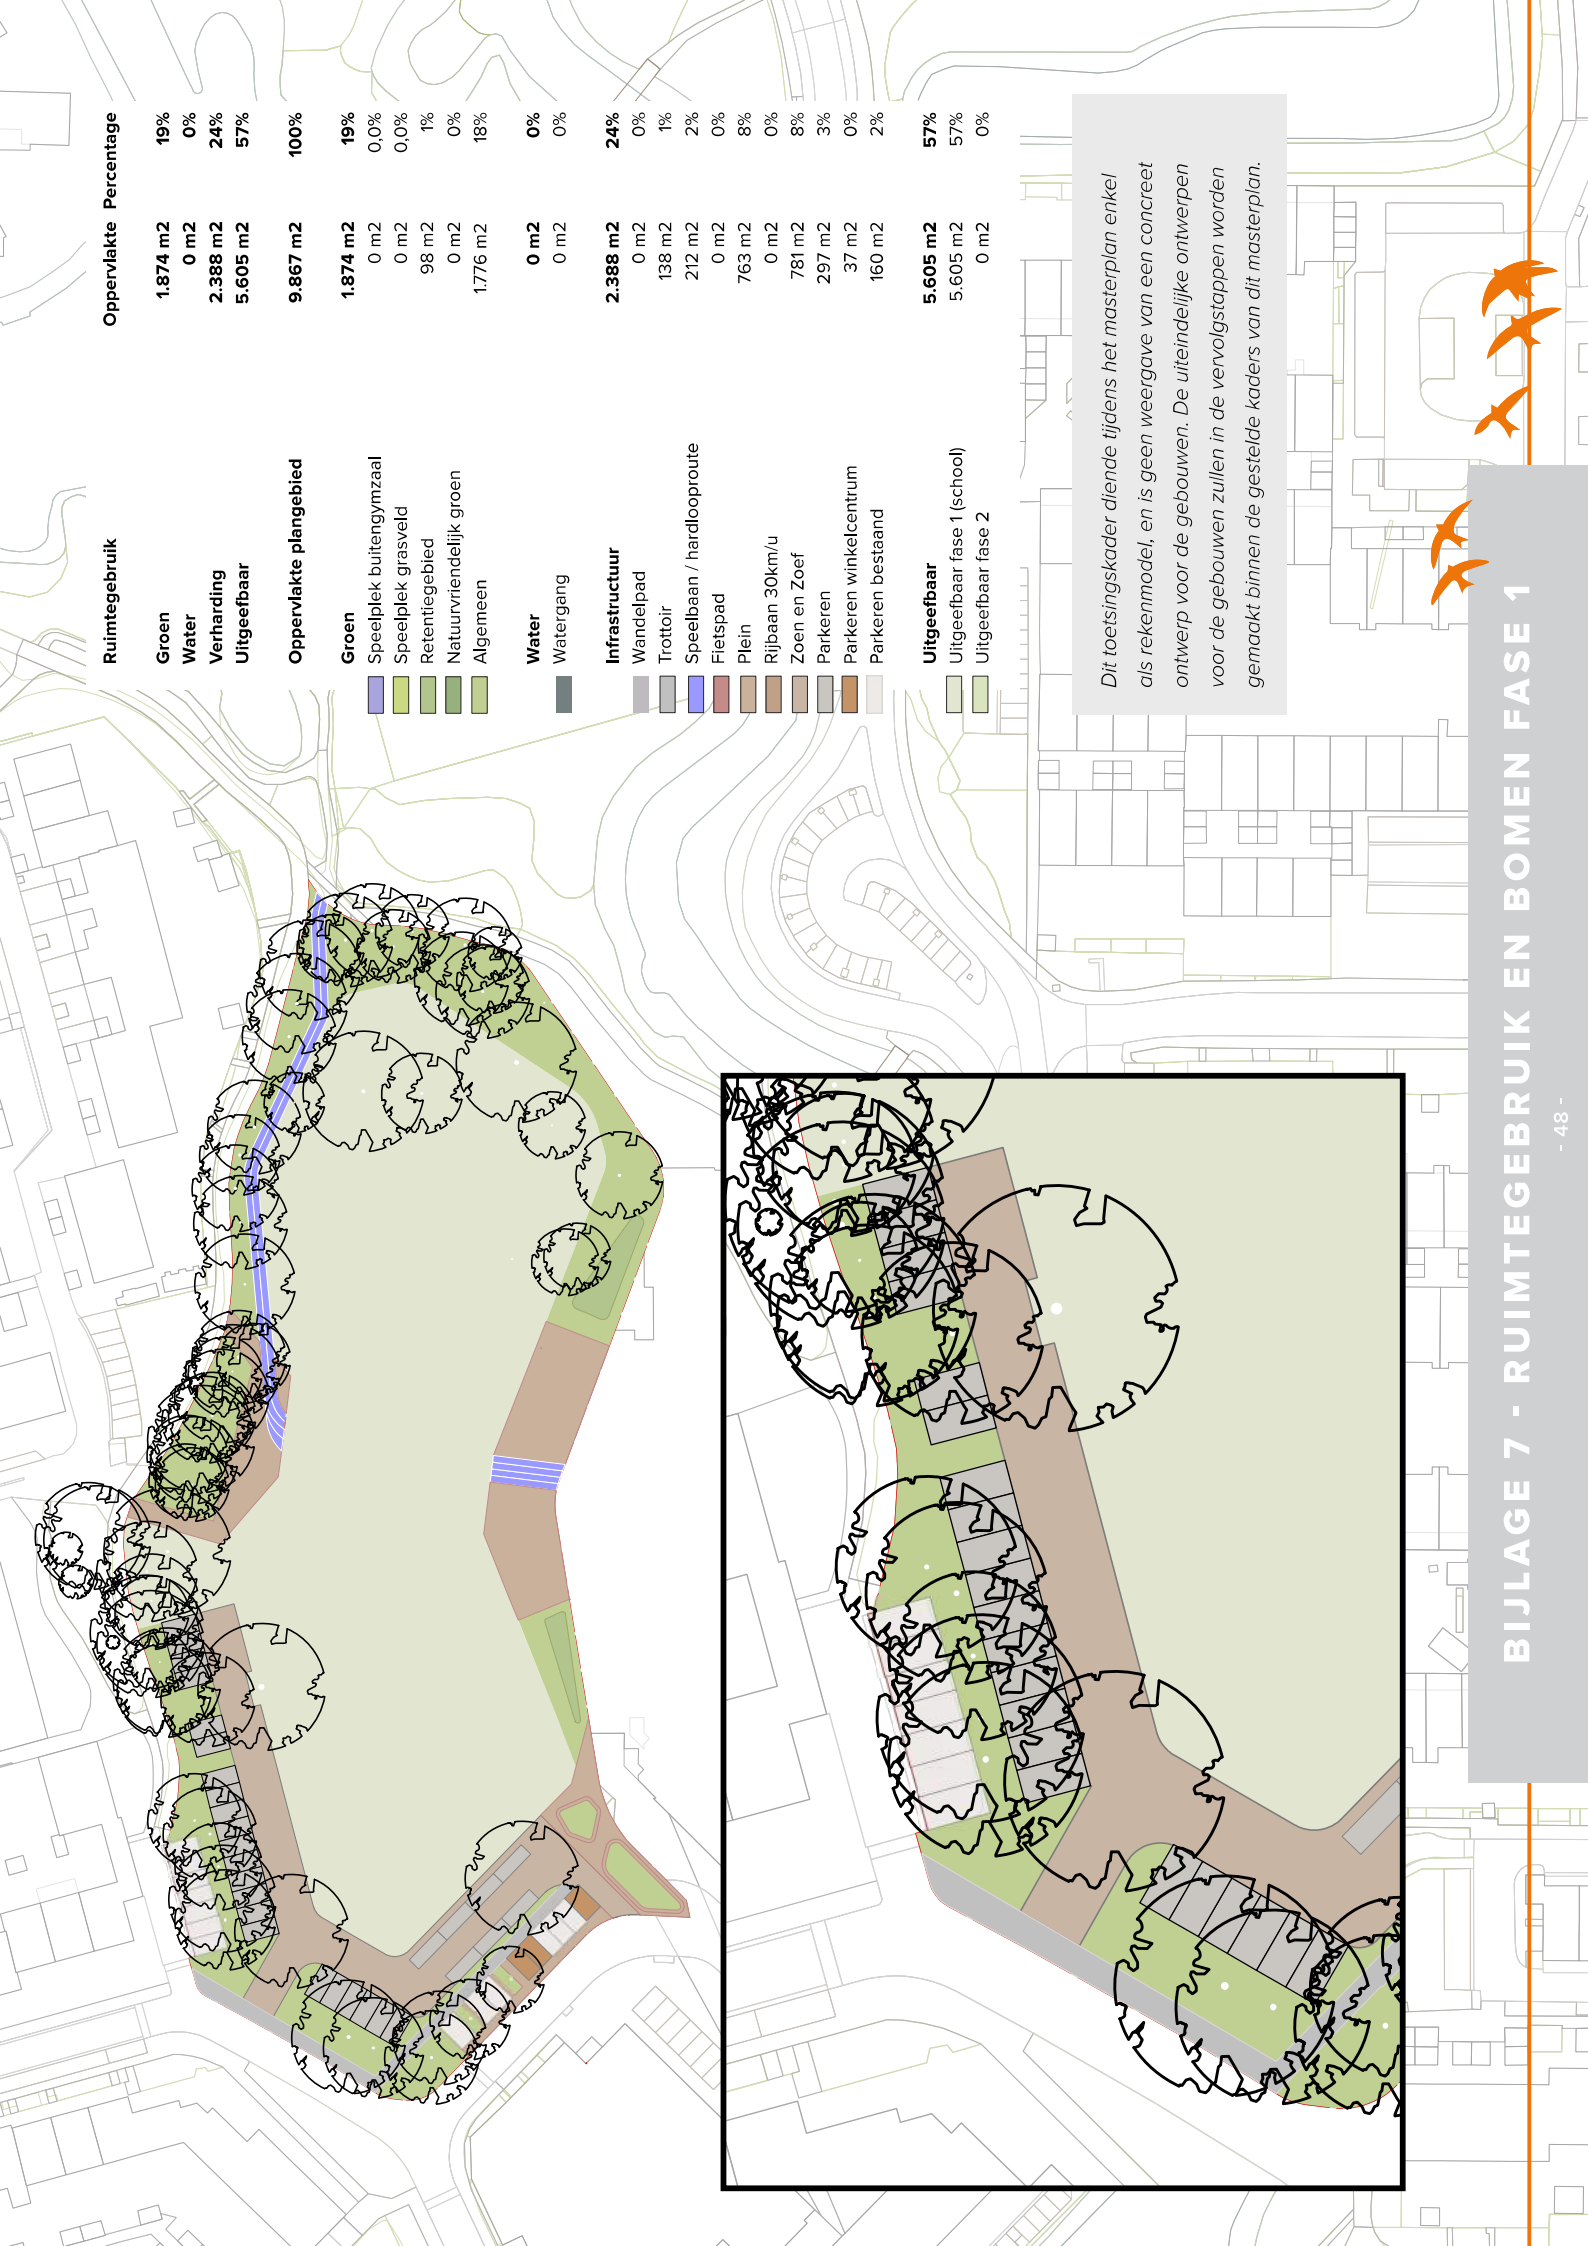 Ruimtegebruik Oppervlakte Percentage
Groen 1.874 m2 19%
Water 0 m2 0%
Verharding 2.388 m2 24%
Uitgeefbaar 5.605 m2 57%
Oppervlakte plangebied 9.867 m2 100%
Groen 1.874 m2 19%
Speelplek buitengymzaal 0 m2 0,0%
Speelplek grasveld 0 m2 0,0%
Retentiegebied 98 m2 1%
Natuurvriendelijk groen 0 m2 0%
Algemeen 1.776 m2 18%
Water 0 m2 0%
Watergang 0 m2 0%
Infrastructuur 2.388 m2 24%
Wandelpad 0 m2 0%
Trottoir 138 m2 1%
Speelbaan / hardlooproute 212 m2 2%
Fietspad 0 m2 0%
Plein 763 m2 8%
Rijbaan 30km/u 0 m2 0%
Zoen en Zoef 781 m2 8%
Parkeren 297 m2 3%
Parkeren winkelcentrum 37 m2 0%
Parkeren bestaand 160 m2 2%
Uitgeefbaar 5.605 m2 57%
Uitgeefbaar fase 1 (school) 5.605 m2 57%
Uitgeefbaar fase 2 0 m2 0%
Dit toetsingskader diende tijdens het masterplan enkel
als rekenmodel, en is geen weergave van een concreet
ontwerp voor de gebouwen. De uiteindelijke ontwerpen
voor de gebouwen zullen in de vervolgstappen worden
gemaakt binnen de gestelde kaders van dit masterplan.
BIJLAGE 7 - RUIMTEGEBRUIK EN BOMEN FASE 1
- 48 -